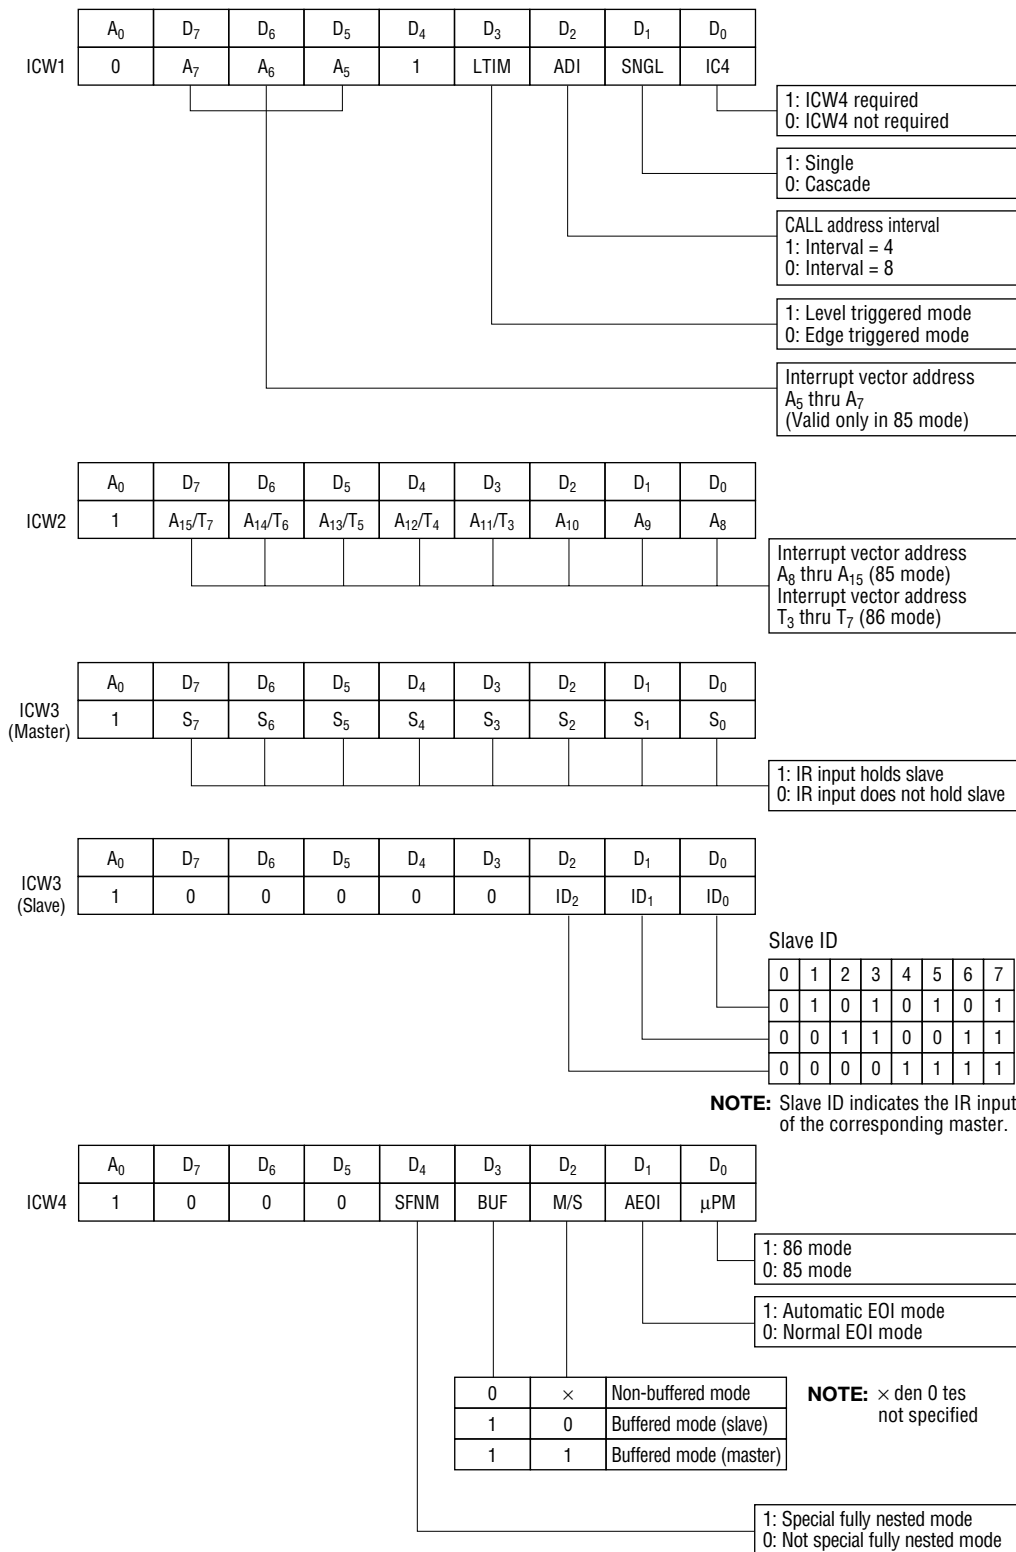 A₀ D₇ D₆ D₅ D₄ D₃ D₂ D₁ D₀
ICW1 0 A₇ A₆ A₅ 1 LTIM ADI SNGL IC4
1: ICW4 required
0: ICW4 not required
1: Single
0: Cascade
CALL address interval
1: Interval = 4
0: Interval = 8
1: Level triggered mode
0: Edge triggered mode
Interrupt vector address
A₅ thru A₇
(Valid only in 85 mode)
A₀ D₇ D₆ D₅ D₄ D₃ D₂ D₁ D₀
ICW2 1 A₁₅/T₇ A₁₄/T₆ A₁₃/T₅ A₁₂/T₄ A₁₁/T₃ A₁₀ A₉ A₈
Interrupt vector address
A₈ thru A₁₅ (85 mode)
Interrupt vector address
T₃ thru T₇ (86 mode)
A₀ D₇ D₆ D₅ D₄ D₃ D₂ D₁ D₀
ICW3
(Master)
1 S₇ S₆ S₅ S₄ S₃ S₂ S₁ S₀
1: IR input holds slave
0: IR input does not hold slave
A₀ D₇ D₆ D₅ D₄ D₃ D₂ D₁ D₀
ICW3
(Slave)
1 0 0 0 0 0 ID₂ ID₁ ID₀
Slave ID
0 1 2 3 4 5 6 7
0 1 0 1 0 1 0 1
0 0 1 1 0 0 1 1
0 0 0 0 1 1 1 1
NOTE: Slave ID indicates the IR input
of the corresponding master.
A₀ D₇ D₆ D₅ D₄ D₃ D₂ D₁ D₀
ICW4 1 0 0 0 SFNM BUF M/S AEOI µPM
1: 86 mode
0: 85 mode
1: Automatic EOI mode
0: Normal EOI mode
0 × Non-buffered mode
1 0 Buffered mode (slave)
1 1 Buffered mode (master)
NOTE: × den 0 tes
not specified
1: Special fully nested mode
0: Not special fully nested mode